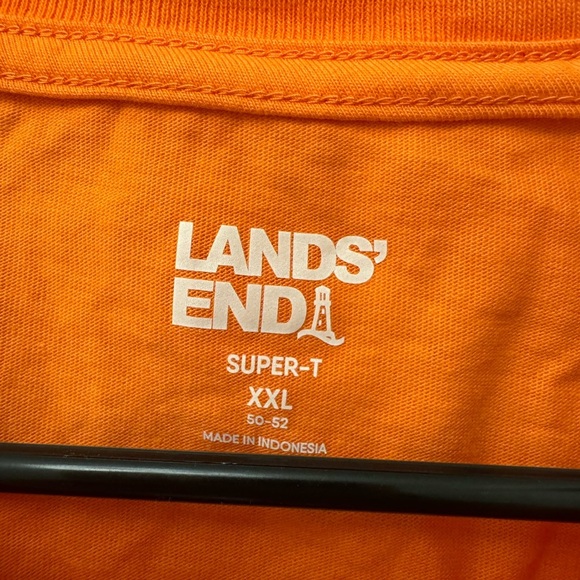 LANDS'
END
SUPER-T
XXL
50-52
MADE IN INDONESIA